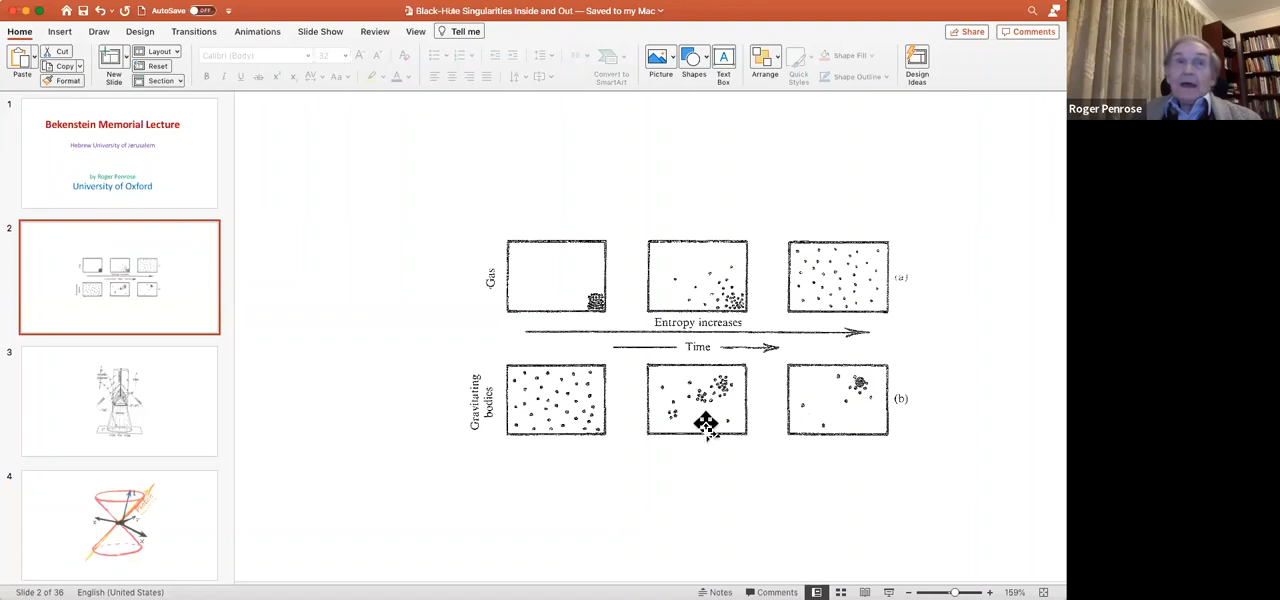 AutoSave OFF
Black-Hole Singularities Inside and Out — Saved to my Mac
Home Insert Draw Design Transitions Animations Slide Show Review View Tell me
Share Comments
Paste
Cut
Copy
Format
New Slide
Layout
Reset
Section
Calibri (Body) 32
Convert to SmartArt
Picture
Shapes
Text Box
Arrange
Quick Styles
Shape Fill
Shape Outline
Design Ideas
Roger Penrose
1
Bekenstein Memorial Lecture
Hebrew University of Jerusalem
by Roger Penrose
University of Oxford
2
3
4
Gas
(a)
Entropy increases
Time
Gravitating bodies
(b)
Slide 2 of 36 English (United States)
Notes Comments 159%